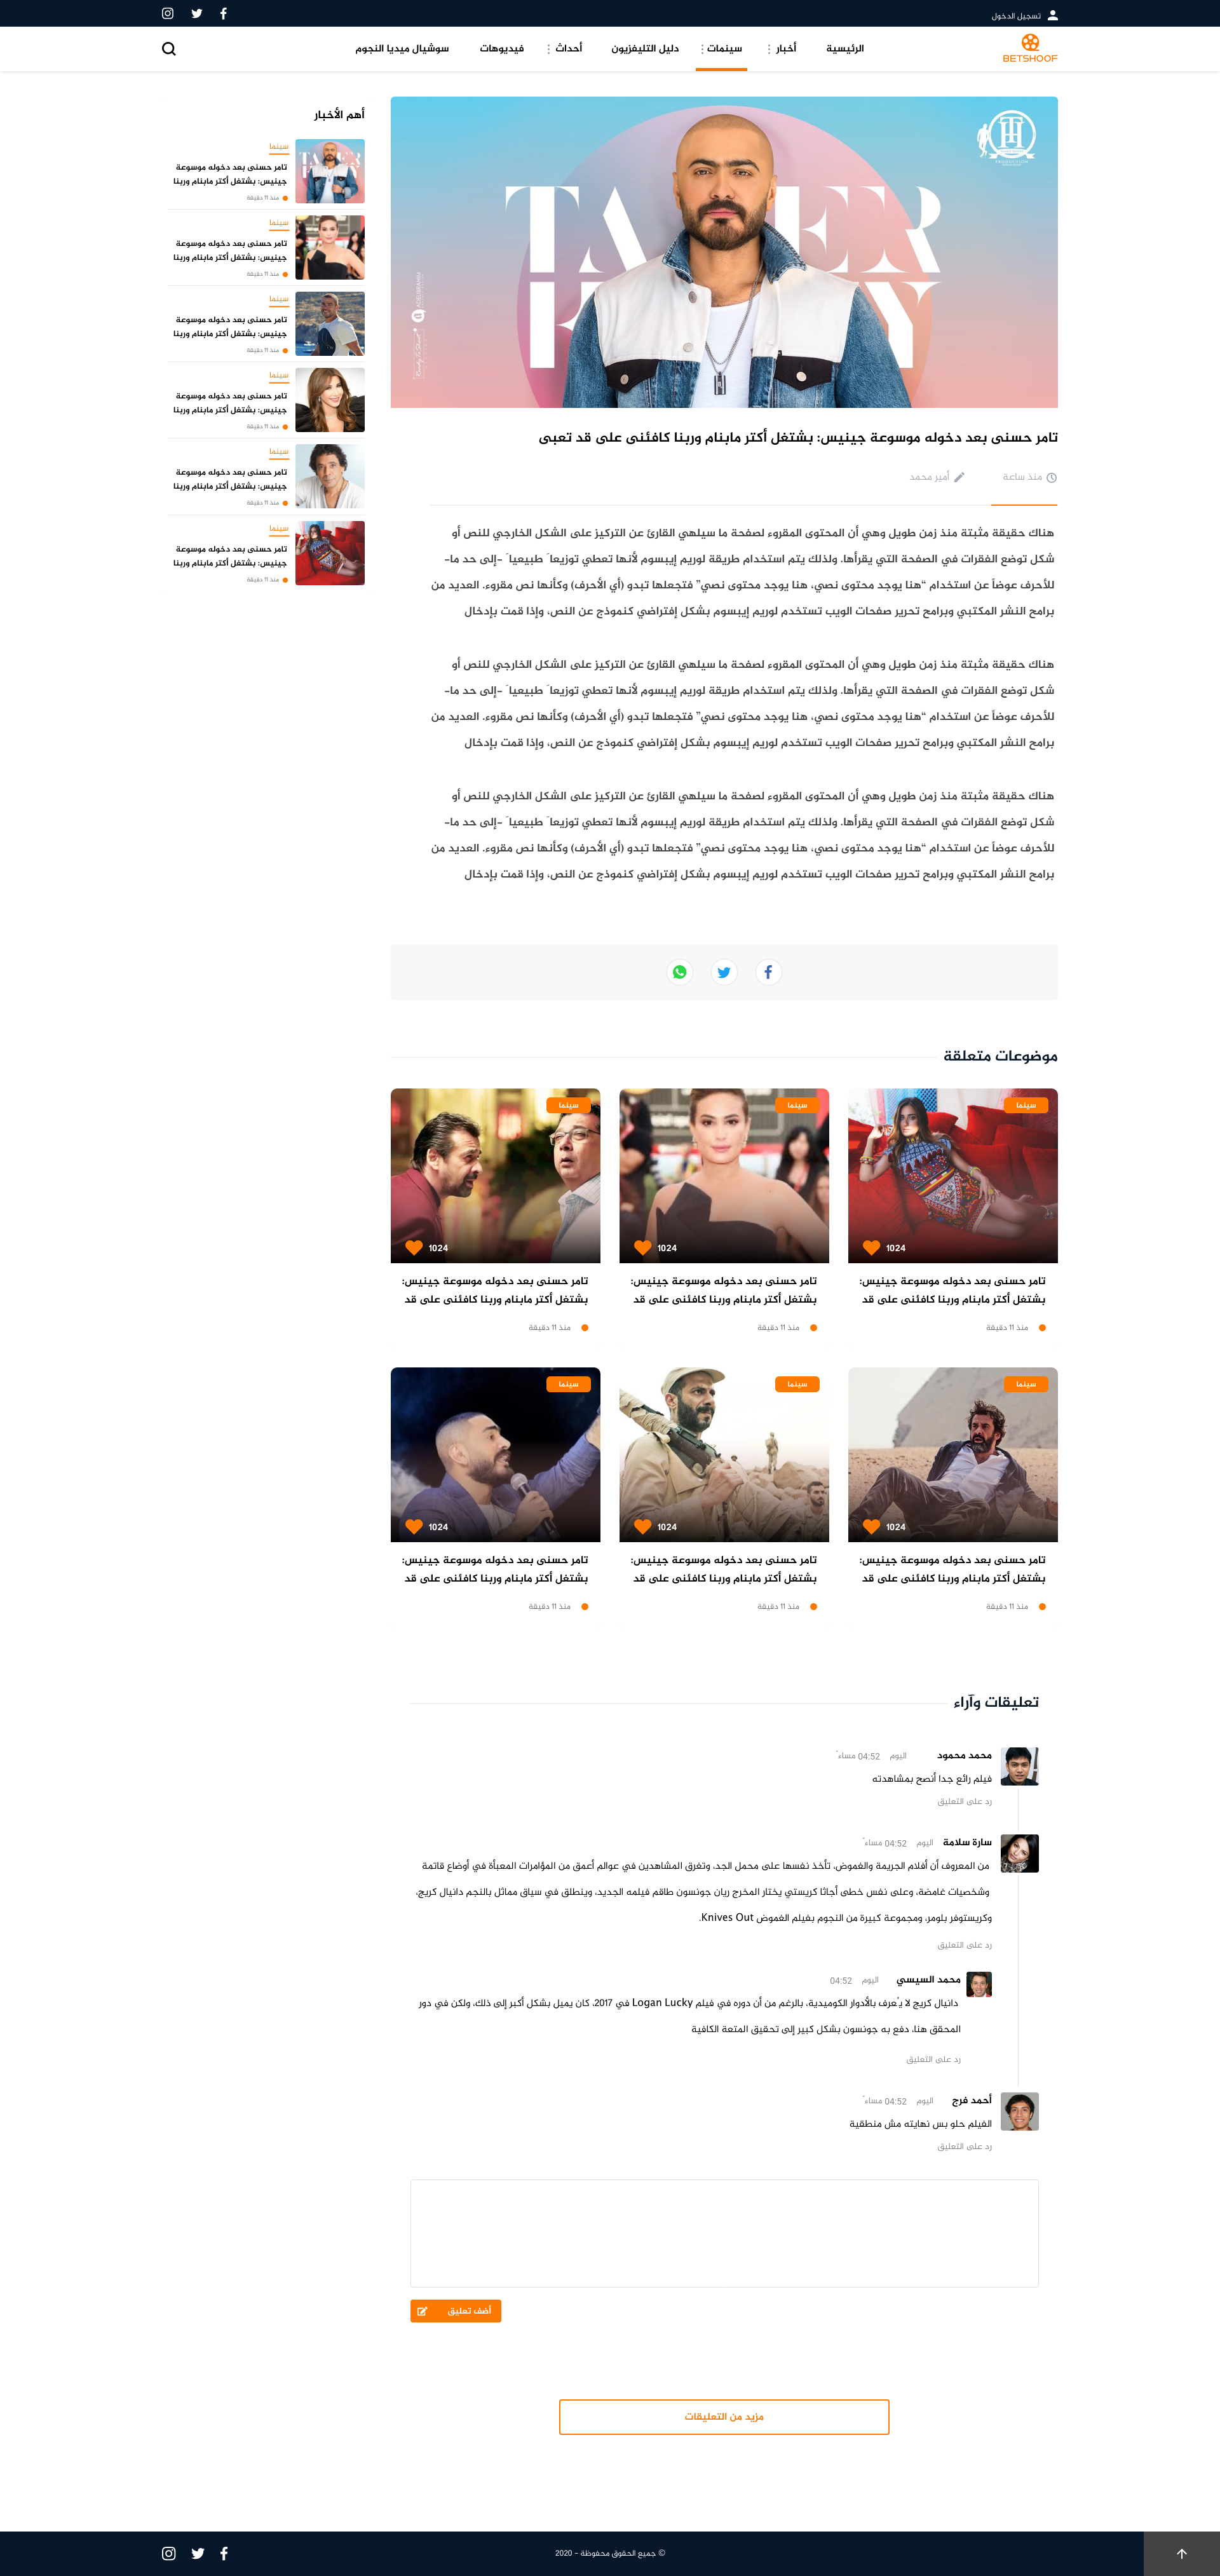 تسجيل الدخول
BETSHOOF
الرئيسية
أخبار
سينمات
دليل التليفزيون
أحداث
فيديوهات
سوشيال ميديا النجوم
TAMER
HOSNY
PRODUCTION
تامر حسنى بعد دخوله موسوعة جينيس: بشتغل أكتر مابنام وربنا كافئنى على قد تعبى
منذ ساعة
أمير محمد
هناك حقيقة مثبتة منذ زمن طويل وهي أن المحتوى المقروء لصفحة ما سيلهي القارئ عن التركيز على الشكل الخارجي للنص أو
شكل توضع الفقرات في الصفحة التي يقرأها. ولذلك يتم استخدام طريقة لوريم إيبسوم لأنها تعطي توزيعاَ طبيعياَ -إلى حد ما-
للأحرف عوضاً عن استخدام “هنا يوجد محتوى نصي، هنا يوجد محتوى نصي” فتجعلها تبدو (أي الأحرف) وكأنها نص مقروء. العديد من
برامح النشر المكتبي وبرامح تحرير صفحات الويب تستخدم لوريم إيبسوم بشكل إفتراضي كنموذج عن النص، وإذا قمت بإدخال
هناك حقيقة مثبتة منذ زمن طويل وهي أن المحتوى المقروء لصفحة ما سيلهي القارئ عن التركيز على الشكل الخارجي للنص أو
شكل توضع الفقرات في الصفحة التي يقرأها. ولذلك يتم استخدام طريقة لوريم إيبسوم لأنها تعطي توزيعاَ طبيعياَ -إلى حد ما-
للأحرف عوضاً عن استخدام “هنا يوجد محتوى نصي، هنا يوجد محتوى نصي” فتجعلها تبدو (أي الأحرف) وكأنها نص مقروء. العديد من
برامح النشر المكتبي وبرامح تحرير صفحات الويب تستخدم لوريم إيبسوم بشكل إفتراضي كنموذج عن النص، وإذا قمت بإدخال
هناك حقيقة مثبتة منذ زمن طويل وهي أن المحتوى المقروء لصفحة ما سيلهي القارئ عن التركيز على الشكل الخارجي للنص أو
شكل توضع الفقرات في الصفحة التي يقرأها. ولذلك يتم استخدام طريقة لوريم إيبسوم لأنها تعطي توزيعاَ طبيعياَ -إلى حد ما-
للأحرف عوضاً عن استخدام “هنا يوجد محتوى نصي، هنا يوجد محتوى نصي” فتجعلها تبدو (أي الأحرف) وكأنها نص مقروء. العديد من
برامح النشر المكتبي وبرامح تحرير صفحات الويب تستخدم لوريم إيبسوم بشكل إفتراضي كنموذج عن النص، وإذا قمت بإدخال
أهم الأخبار
سينما
تامر حسنى بعد دخوله موسوعة
جينيس: بشتغل أكتر مابنام وربنا
منذ 11 دقيقة
سينما
تامر حسنى بعد دخوله موسوعة
جينيس: بشتغل أكتر مابنام وربنا
منذ 11 دقيقة
سينما
تامر حسنى بعد دخوله موسوعة
جينيس: بشتغل أكتر مابنام وربنا
منذ 11 دقيقة
سينما
تامر حسنى بعد دخوله موسوعة
جينيس: بشتغل أكتر مابنام وربنا
منذ 11 دقيقة
سينما
تامر حسنى بعد دخوله موسوعة
جينيس: بشتغل أكتر مابنام وربنا
منذ 11 دقيقة
سينما
تامر حسنى بعد دخوله موسوعة
جينيس: بشتغل أكتر مابنام وربنا
منذ 11 دقيقة
موضوعات متعلقة
سينما
1024
تامر حسنى بعد دخوله موسوعة جينيس:
بشتغل أكتر مابنام وربنا كافئنى على قد
منذ 11 دقيقة
سينما
1024
تامر حسنى بعد دخوله موسوعة جينيس:
بشتغل أكتر مابنام وربنا كافئنى على قد
منذ 11 دقيقة
سينما
1024
تامر حسنى بعد دخوله موسوعة جينيس:
بشتغل أكتر مابنام وربنا كافئنى على قد
منذ 11 دقيقة
سينما
1024
تامر حسنى بعد دخوله موسوعة جينيس:
بشتغل أكتر مابنام وربنا كافئنى على قد
منذ 11 دقيقة
سينما
1024
تامر حسنى بعد دخوله موسوعة جينيس:
بشتغل أكتر مابنام وربنا كافئنى على قد
منذ 11 دقيقة
سينما
1024
تامر حسنى بعد دخوله موسوعة جينيس:
بشتغل أكتر مابنام وربنا كافئنى على قد
منذ 11 دقيقة
تعليقات وآراء
محمد محمود اليوم 04:52 مساءً
فيلم رائع جدا أنصح بمشاهدته
رد على التعليق
سارة سلامة اليوم 04:52 مساءً
من المعروف أن أفلام الجريمة والغموض، تأخذ نفسها على محمل الجد، وتغرق المشاهدين في عوالم أعمق من المؤامرات المعبأة في أوضاع قاتمة
وشخصيات غامضة، وعلى نفس خطى أجاثا كريستي يختار المخرج ريان جونسون طاقم فيلمه الجديد، وينطلق في سياق مماثل بالنجم دانيال كريج،
وكريستوفر بلومر، ومجموعة كبيرة من النجوم بفيلم الغموض Knives Out.
رد على التعليق
محمد السيسي اليوم 04:52
دانيال كريج لا يُعرف بالأدوار الكوميدية، بالرغم من أن دوره في فيلم Logan Lucky في 2017، كان يميل بشكل أكبر إلى ذلك، ولكن في دور
المحقق هنا، دفع به جونسون بشكل كبير إلى تحقيق المتعة الكافية
رد على التعليق
أحمد فرج اليوم 04:52 مساءً
الفيلم حلو بس نهايته مش منطقية
رد على التعليق
أضف تعليق
مزيد من التعليقات
© جميع الحقوق محفوظة - 2020